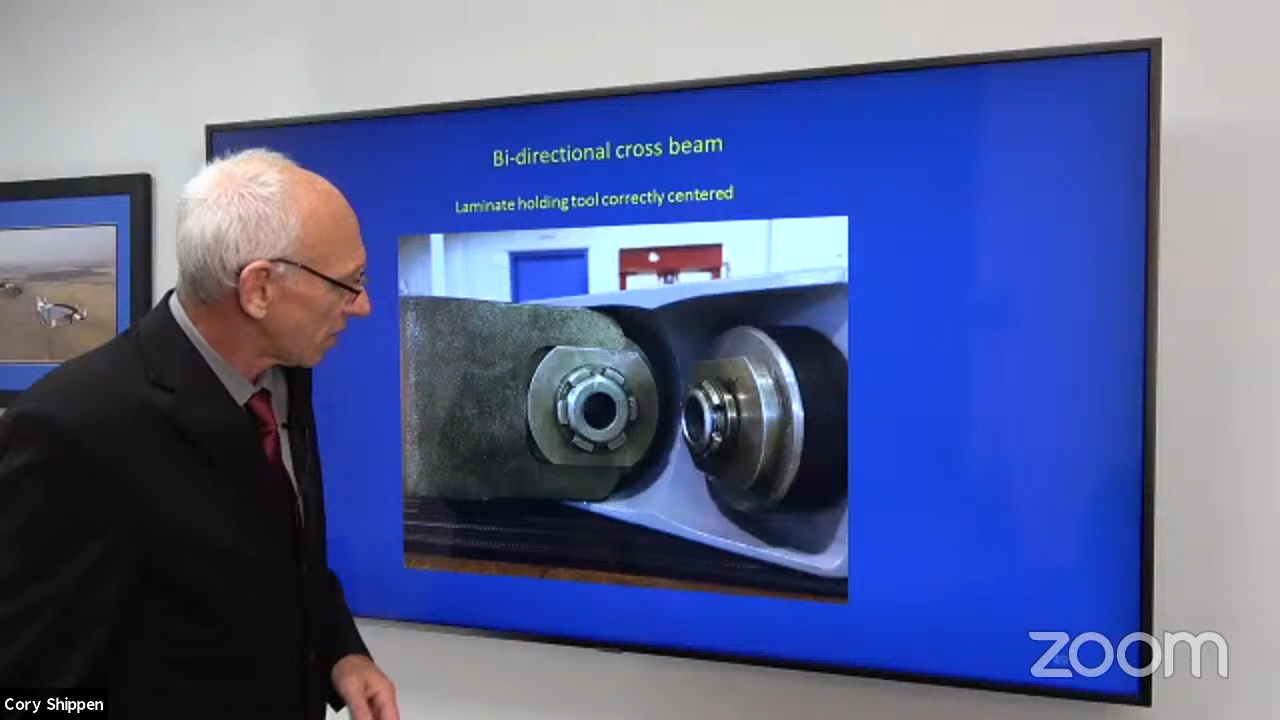 Bi-directional cross beam
Laminate holding tool correctly centered
zoom
Cory Shippen